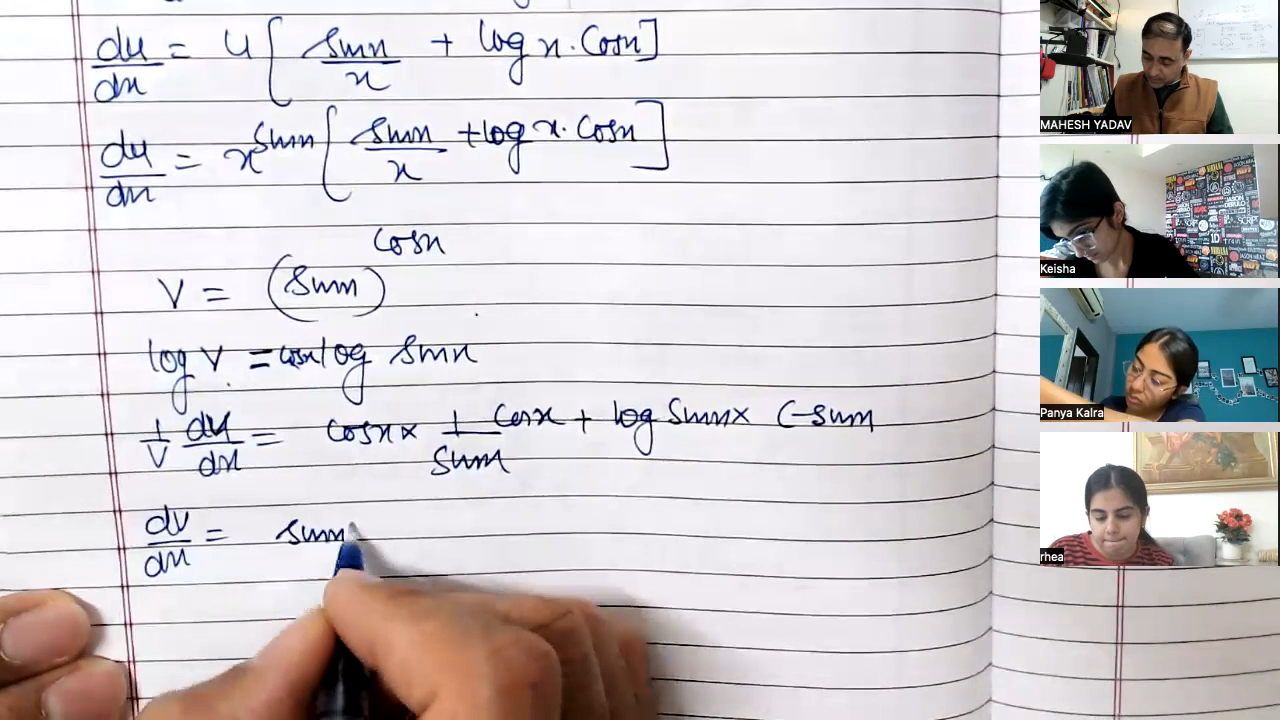 du/dx = u [ sinx/x + log x . Cosx ]
du/dx = x^sinx [ sinx/x + log x . Cosx ]
V = (sinx)^cosx
log V = cosx log sinx
1/V du/dx = cosx × 1/sinx Cosx + log sinx × (-sinx
dv/dx = sinx
MAHESH YADAV
Keisha
Panya Kalra
rhea